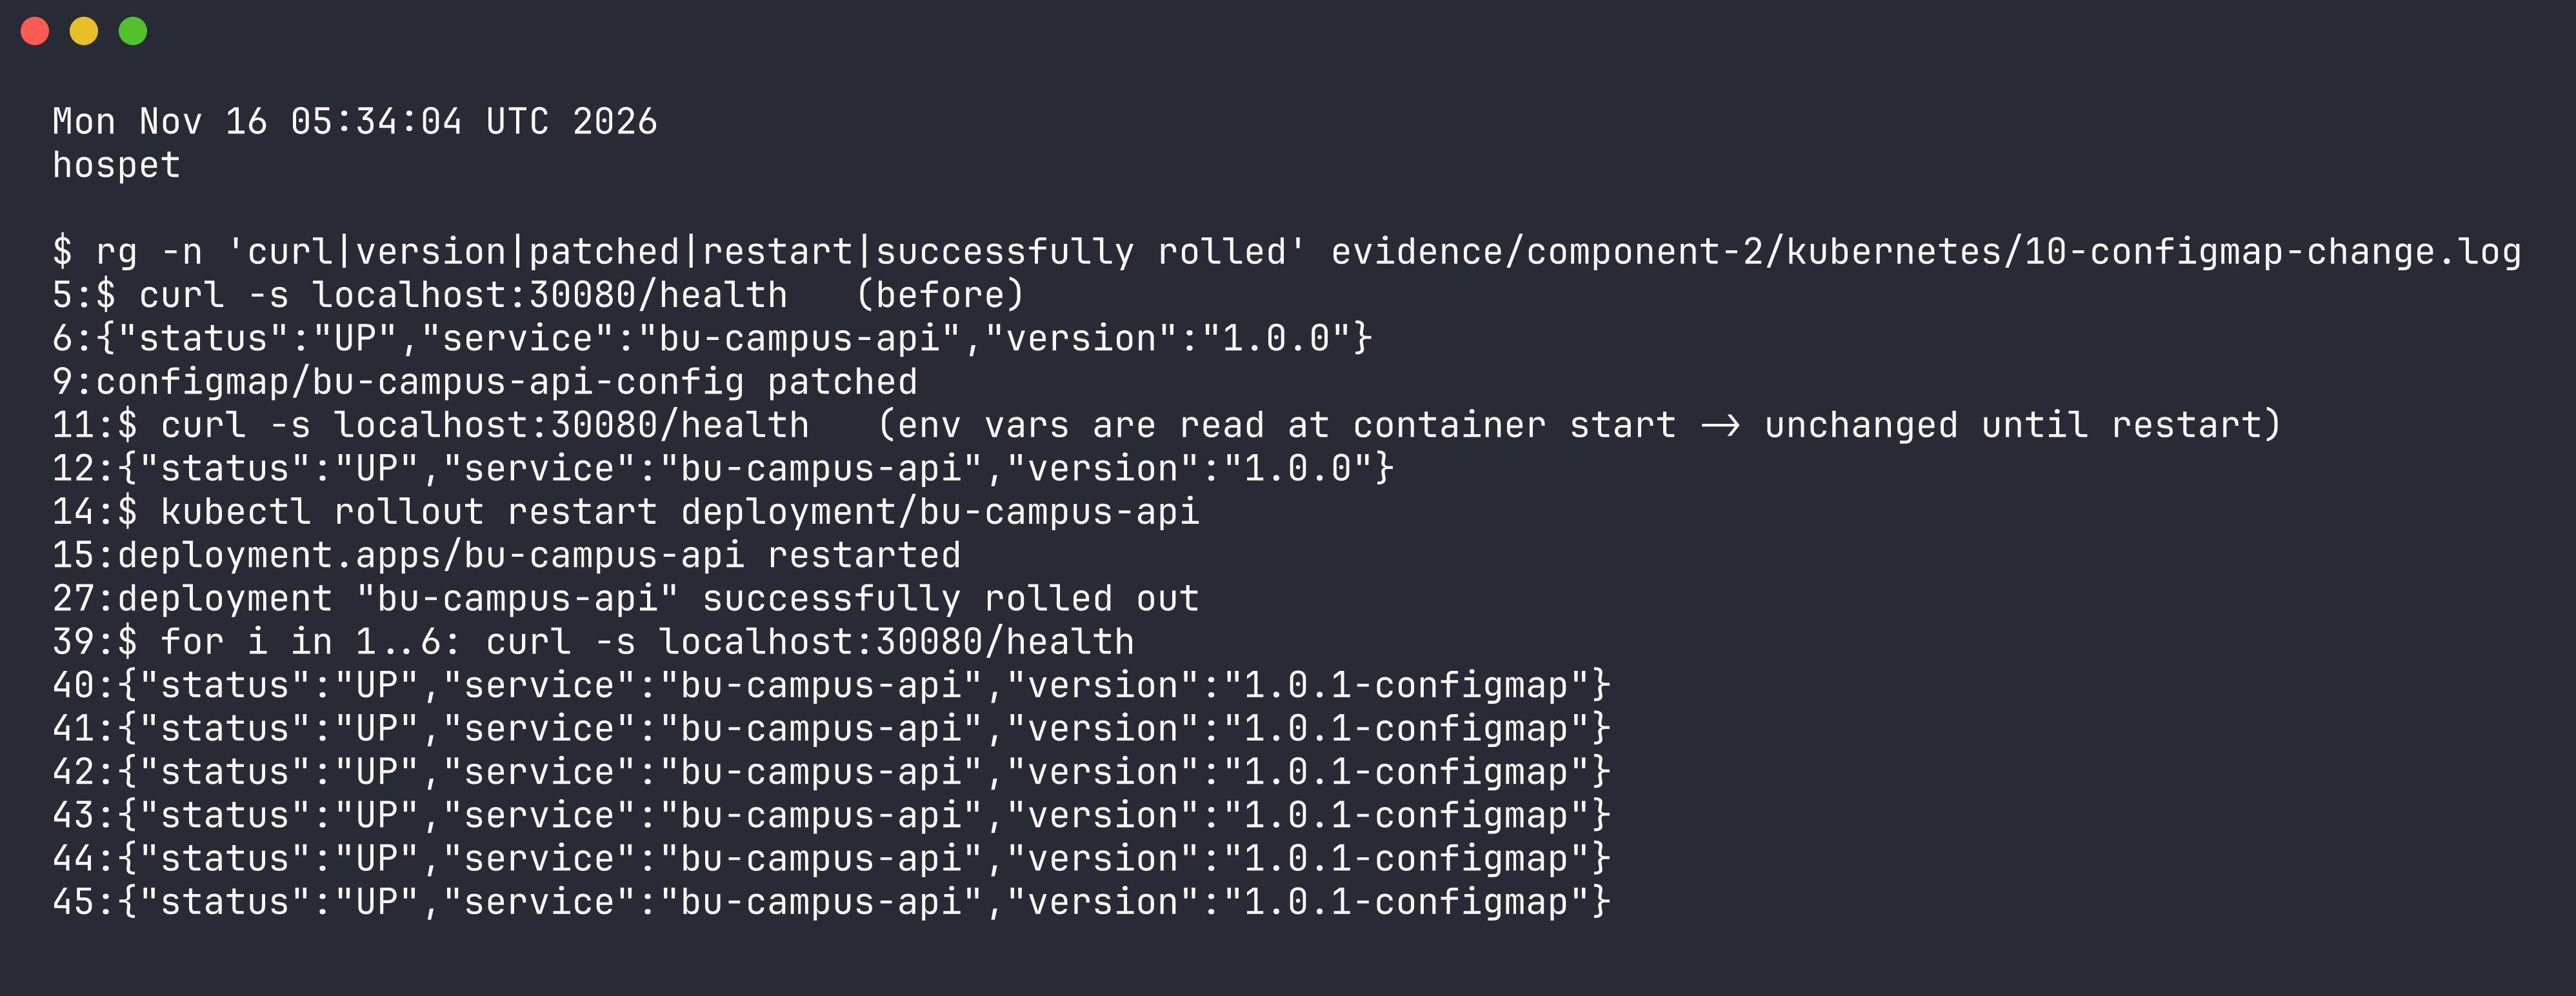 Mon Nov 16 05:34:04 UTC 2026
hospet
$ rg -n 'curl|version|patched|restart|successfully rolled' evidence/component-2/kubernetes/10-configmap-change.log
5:$ curl -s localhost:30080/health   (before)
6:{"status":"UP","service":"bu-campus-api","version":"1.0.0"}
9:configmap/bu-campus-api-config patched
11:$ curl -s localhost:30080/health   (env vars are read at container start → unchanged until restart)
12:{"status":"UP","service":"bu-campus-api","version":"1.0.0"}
14:$ kubectl rollout restart deployment/bu-campus-api
15:deployment.apps/bu-campus-api restarted
27:deployment "bu-campus-api" successfully rolled out
39:$ for i in 1..6: curl -s localhost:30080/health
40:{"status":"UP","service":"bu-campus-api","version":"1.0.1-configmap"}
41:{"status":"UP","service":"bu-campus-api","version":"1.0.1-configmap"}
42:{"status":"UP","service":"bu-campus-api","version":"1.0.1-configmap"}
43:{"status":"UP","service":"bu-campus-api","version":"1.0.1-configmap"}
44:{"status":"UP","service":"bu-campus-api","version":"1.0.1-configmap"}
45:{"status":"UP","service":"bu-campus-api","version":"1.0.1-configmap"}